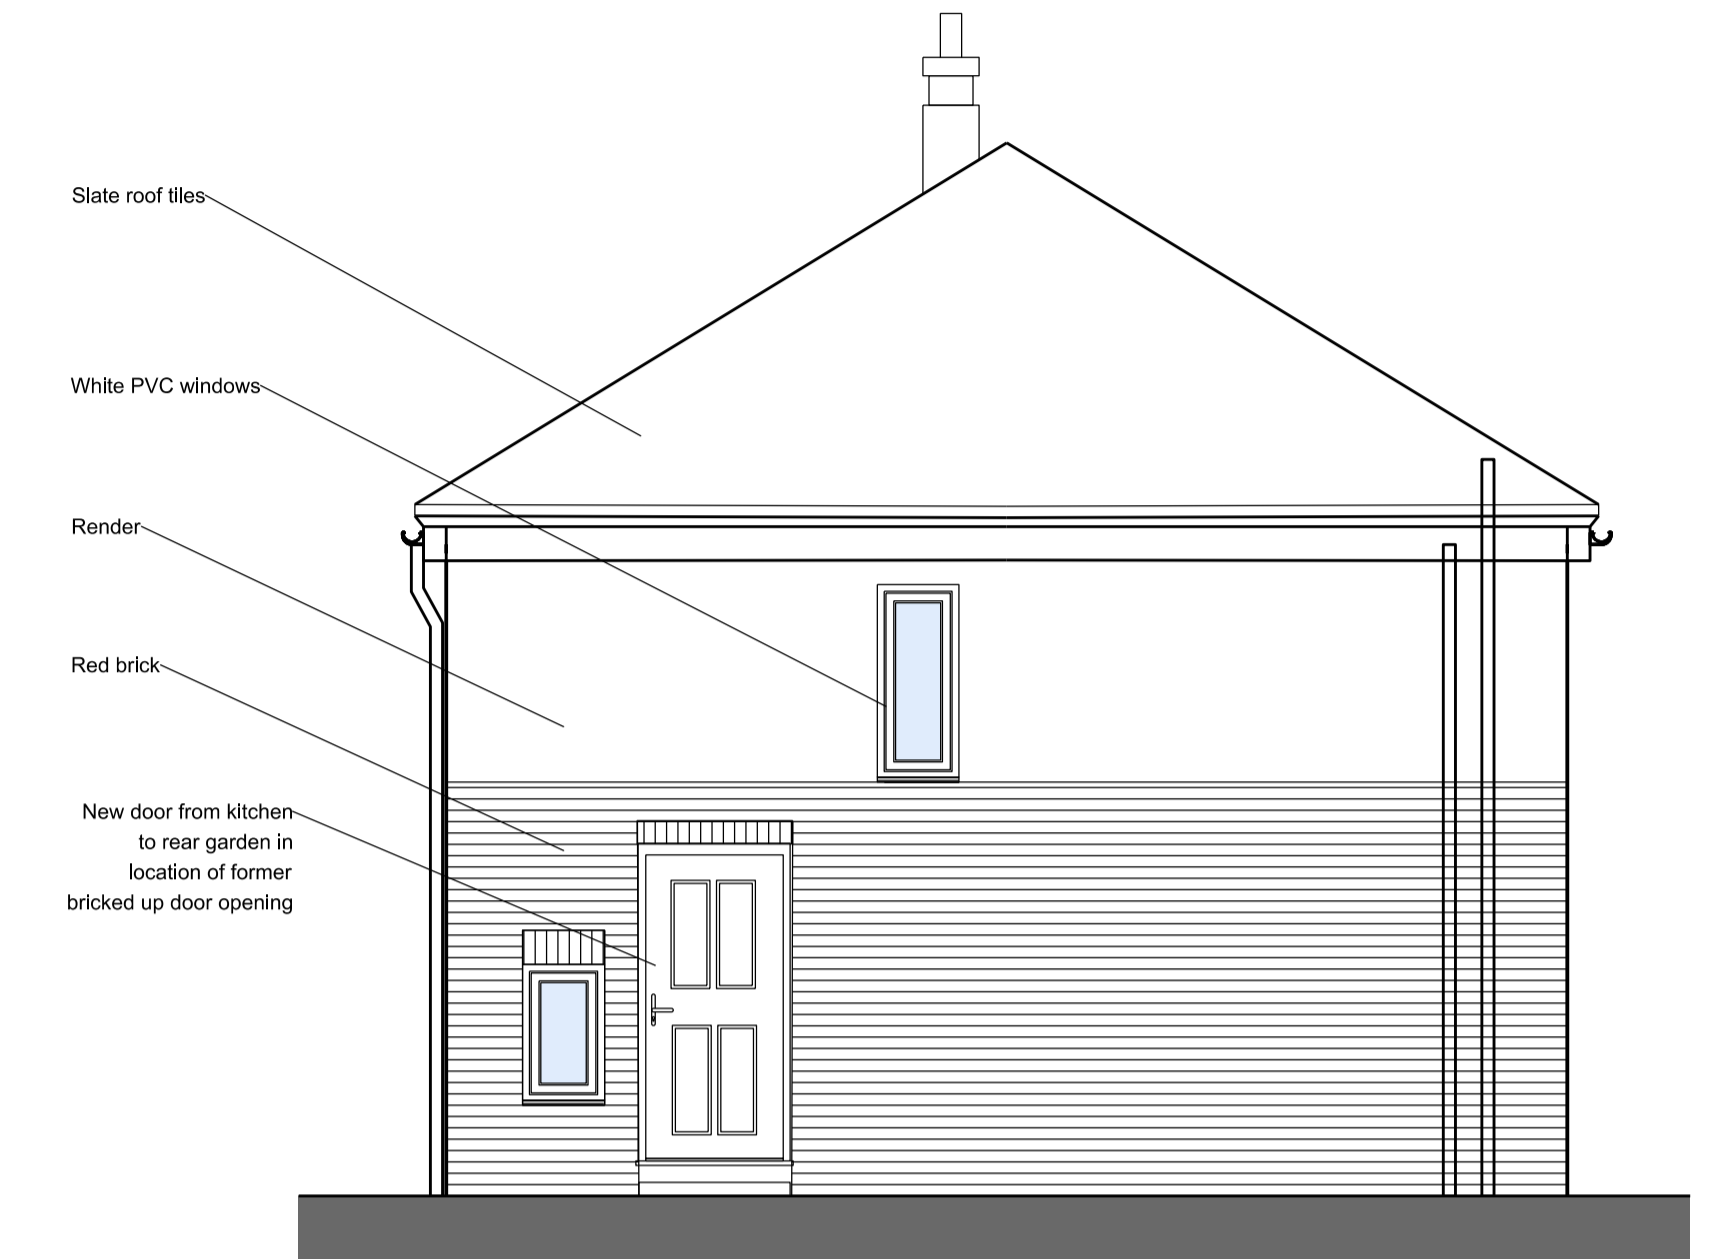 Slate roof tiles
White PVC windows
Render
Red brick
New door from kitchen
to rear garden in
location of former
bricked up door opening